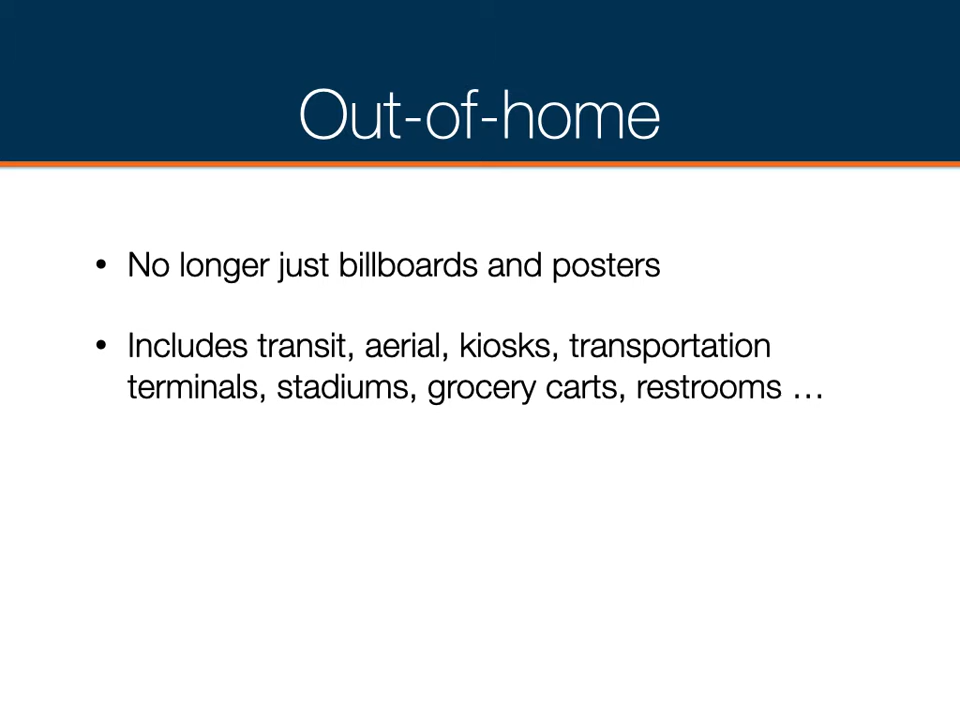 Out-of-home
• No longer just billboards and posters
• Includes transit, aerial, kiosks, transportation
terminals, stadiums, grocery carts, restrooms …